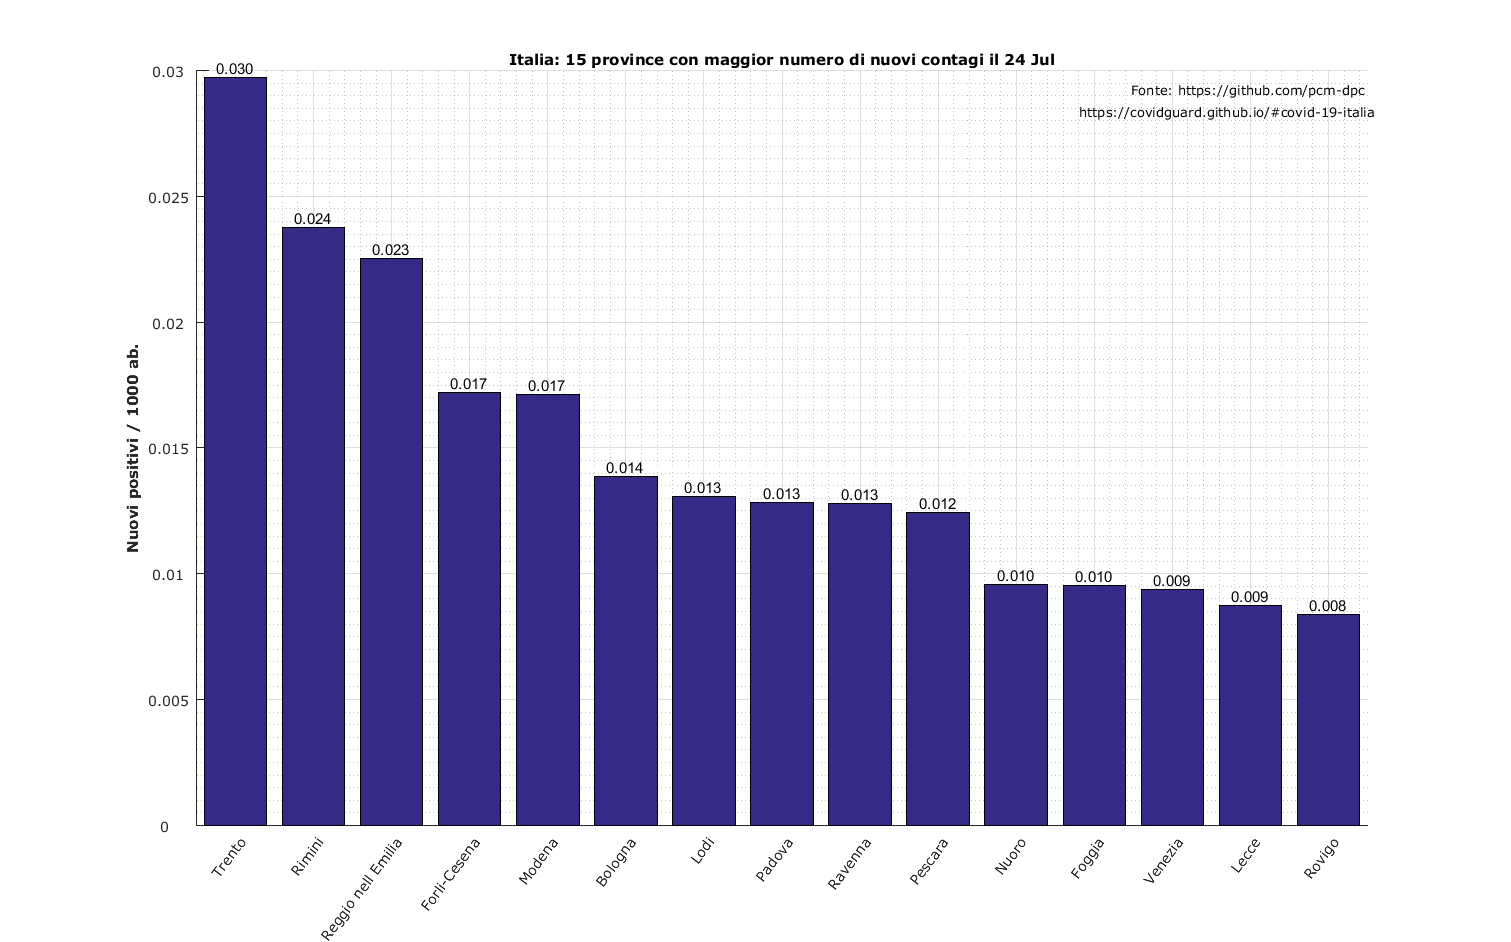 Italia: 15 province con maggior numero di nuovi contagi il 24 Jul
Fonte: https://github.com/pcm-dpc
https://covidguard.github.io/#covid-19-italia
Nuovi positivi / 1000 ab.
0.03
0.025
0.02
0.015
0.01
0.005
0
0.030
0.024
0.023
0.017
0.017
0.014
0.013
0.013
0.013
0.012
0.010
0.010
0.009
0.009
0.008
Trento
Rimini
Reggio nell Emilia
Forlì-Cesena
Modena
Bologna
Lodi
Padova
Ravenna
Pescara
Nuoro
Foggia
Venezia
Lecce
Rovigo